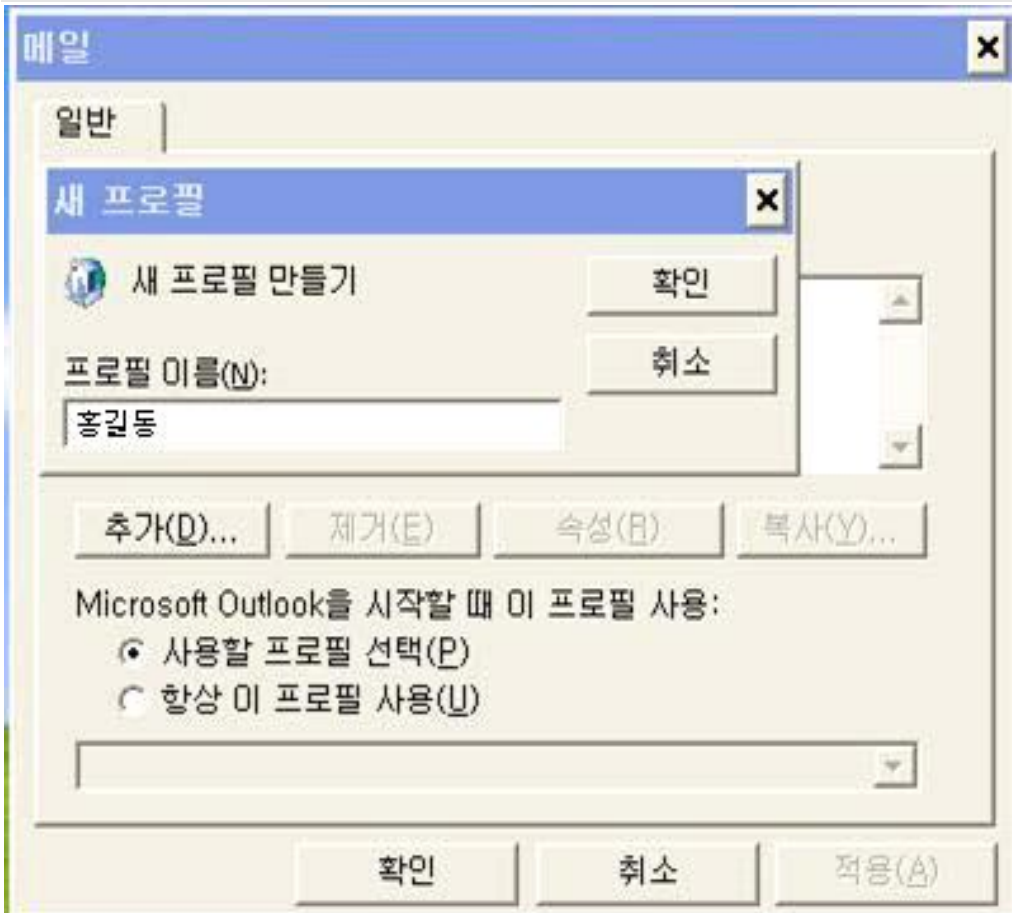 메일
일반
새 프로필
새 프로필 만들기
확인
프로필 이름(N):
취소
홍길동
추가(D)... 제거(E) 속성(R) 복사(Y)...
Microsoft Outlook을 시작할 때 이 프로필 사용:
사용할 프로필 선택(P)
항상 이 프로필 사용(U)
확인 취소 적용(A)